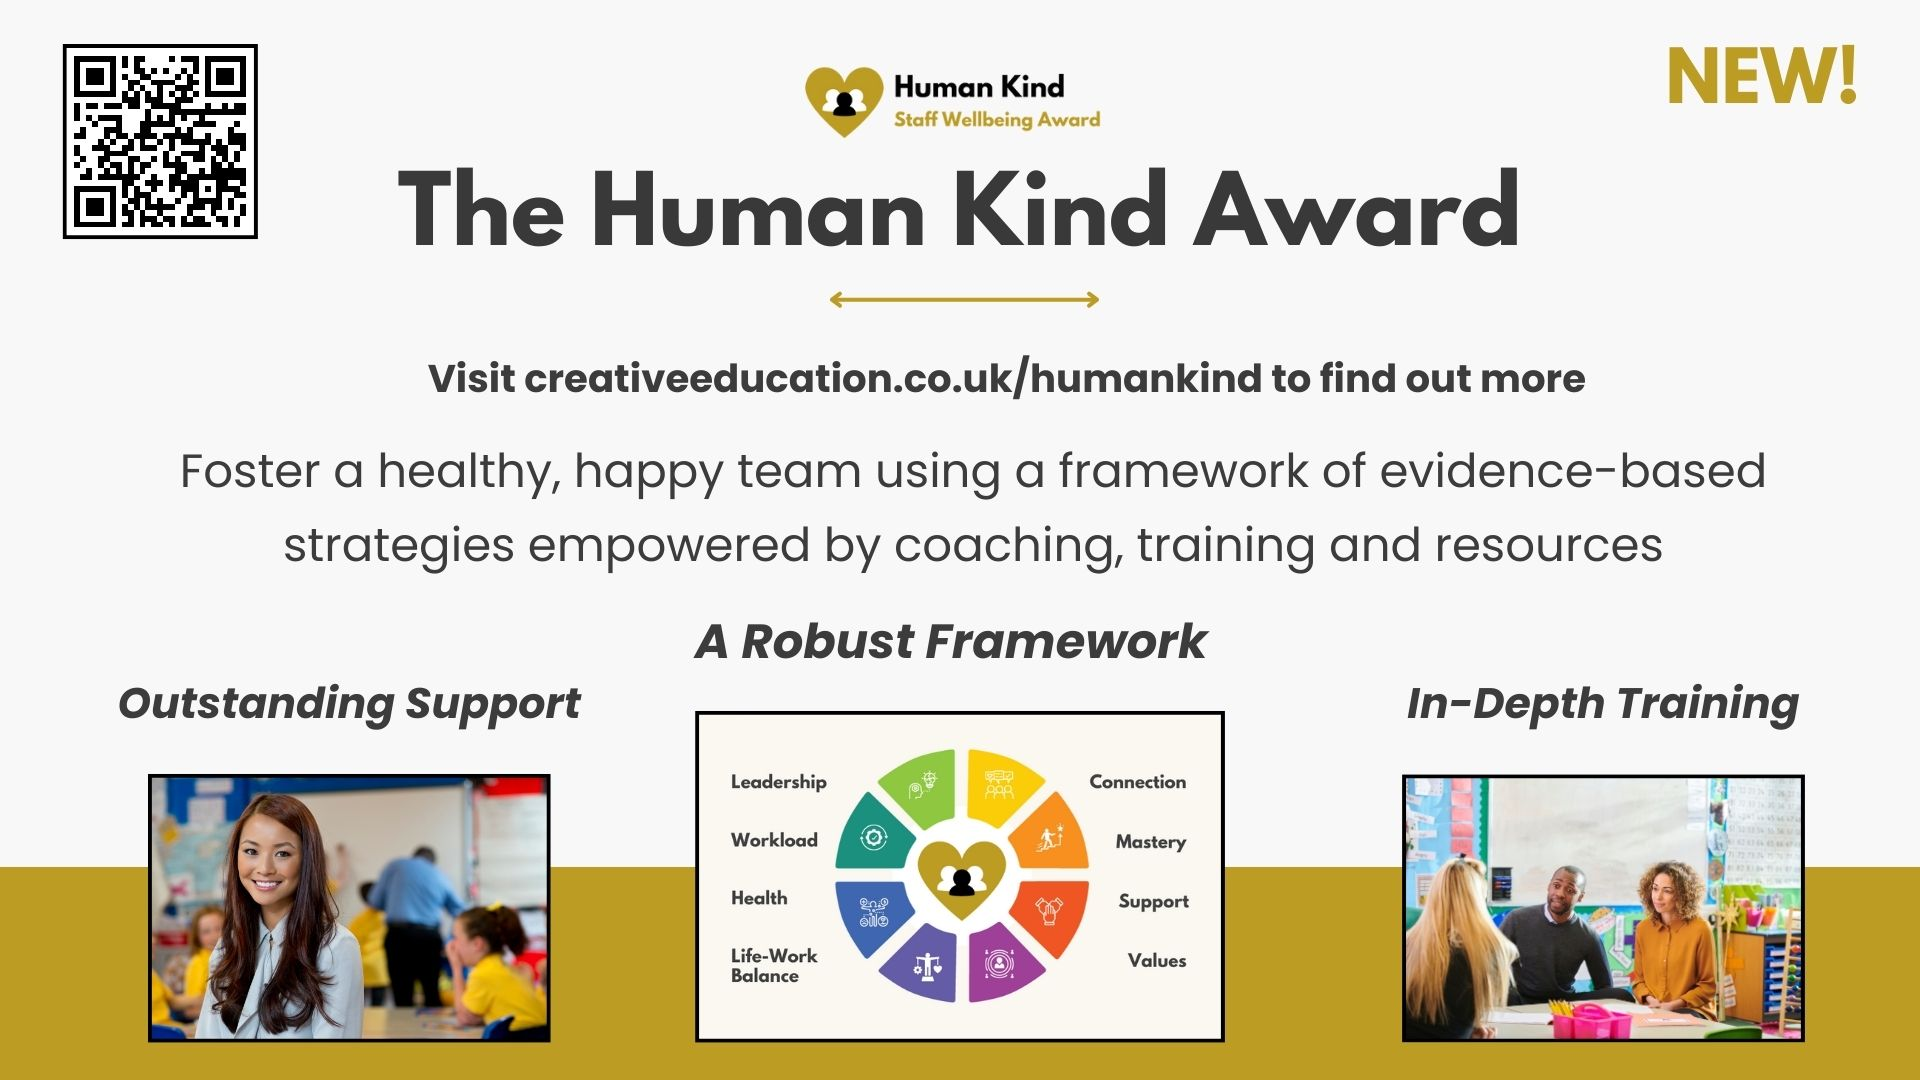 NEW!
Human Kind
Staff Wellbeing Award
The Human Kind Award
Visit creativeeducation.co.uk/humankind to find out more
Foster a healthy, happy team using a framework of evidence-based
strategies empowered by coaching, training and resources
A Robust Framework
Outstanding Support
In-Depth Training
Leadership
Workload
Health
Life-Work
Balance
Connection
Mastery
Support
Values